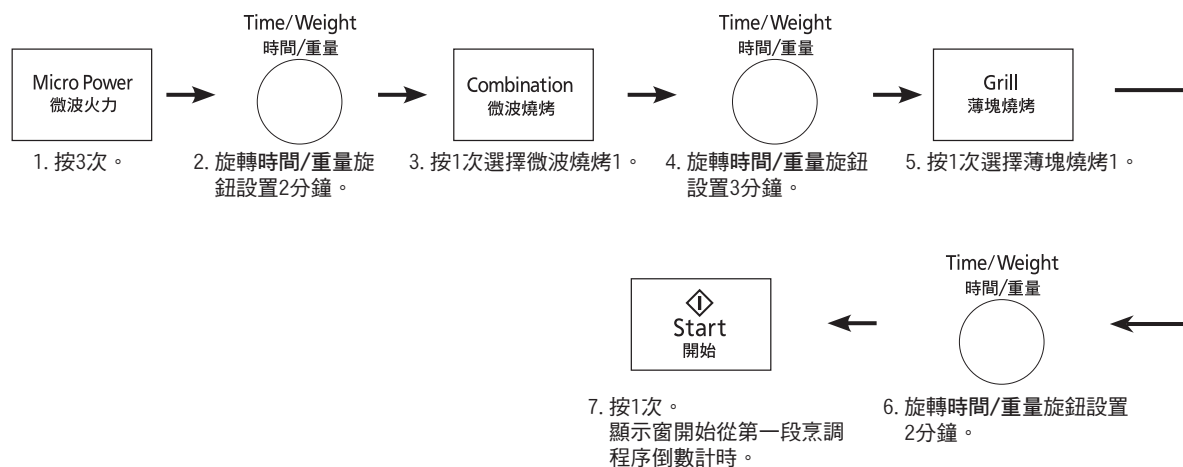 Time/Weight
時間/重量
Time/Weight
時間/重量
Micro Power
微波火力
Combination
微波燒烤
Grill
薄塊燒烤
1. 按3次。
2. 旋轉時間/重量旋
鈕設置2分鐘。
3. 按1次選擇微波燒烤1。
4. 旋轉時間/重量旋鈕
設置3分鐘。
5. 按1次選擇薄塊燒烤1。
Time/Weight
時間/重量
Start
開始
7. 按1次。
顯示窗開始從第一段烹調
程序倒數計時。
6. 旋轉時間/重量旋鈕設置
2分鐘。